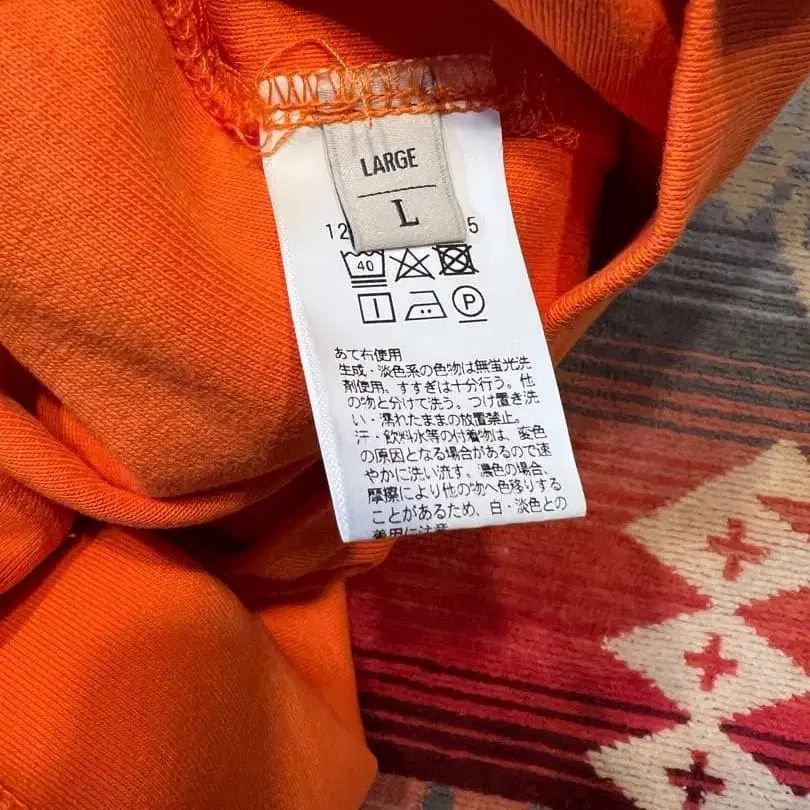 LARGE
L
12 5
40
P
あて布使用
生成・淡色系の色物は無蛍光洗
剤使用。すすぎは十分行う。他
の物と分けて洗う。つけ置き洗
い・濡れたままの放置禁止。
汗・飲料水等の付着物は、変色
の原因となる場合があるので速
やかに洗い流す。濃色の場合、
摩擦により他の物へ色移りする
ことがあるため、白・淡色との
着用に注意